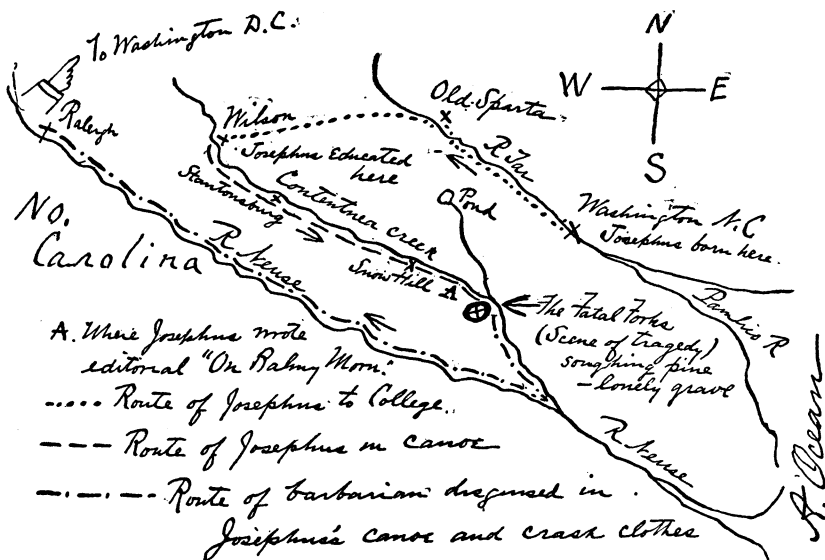 To Washington D.C.
N
W E
S
Raleigh
Wilson
Old Sparta
R Tar
Josephus Educated
here
Stantonsburg
Contentnea creek
Pond
Washington N.C
Josephus born here.
No.
Carolina
R Neuse
Snow Hill
A
The Fatal Forks
(Scene of tragedy)
soughing pine
- lonely grave
Pamlico R
A. Where Josephus wrote
editorial "On Balmy Morn."
Route of Josephus to College.
Route of Josephus in canoe
Route of barbarian disguised in
Josephus's canoe and crash clothes
R Neuse
A. Ocean